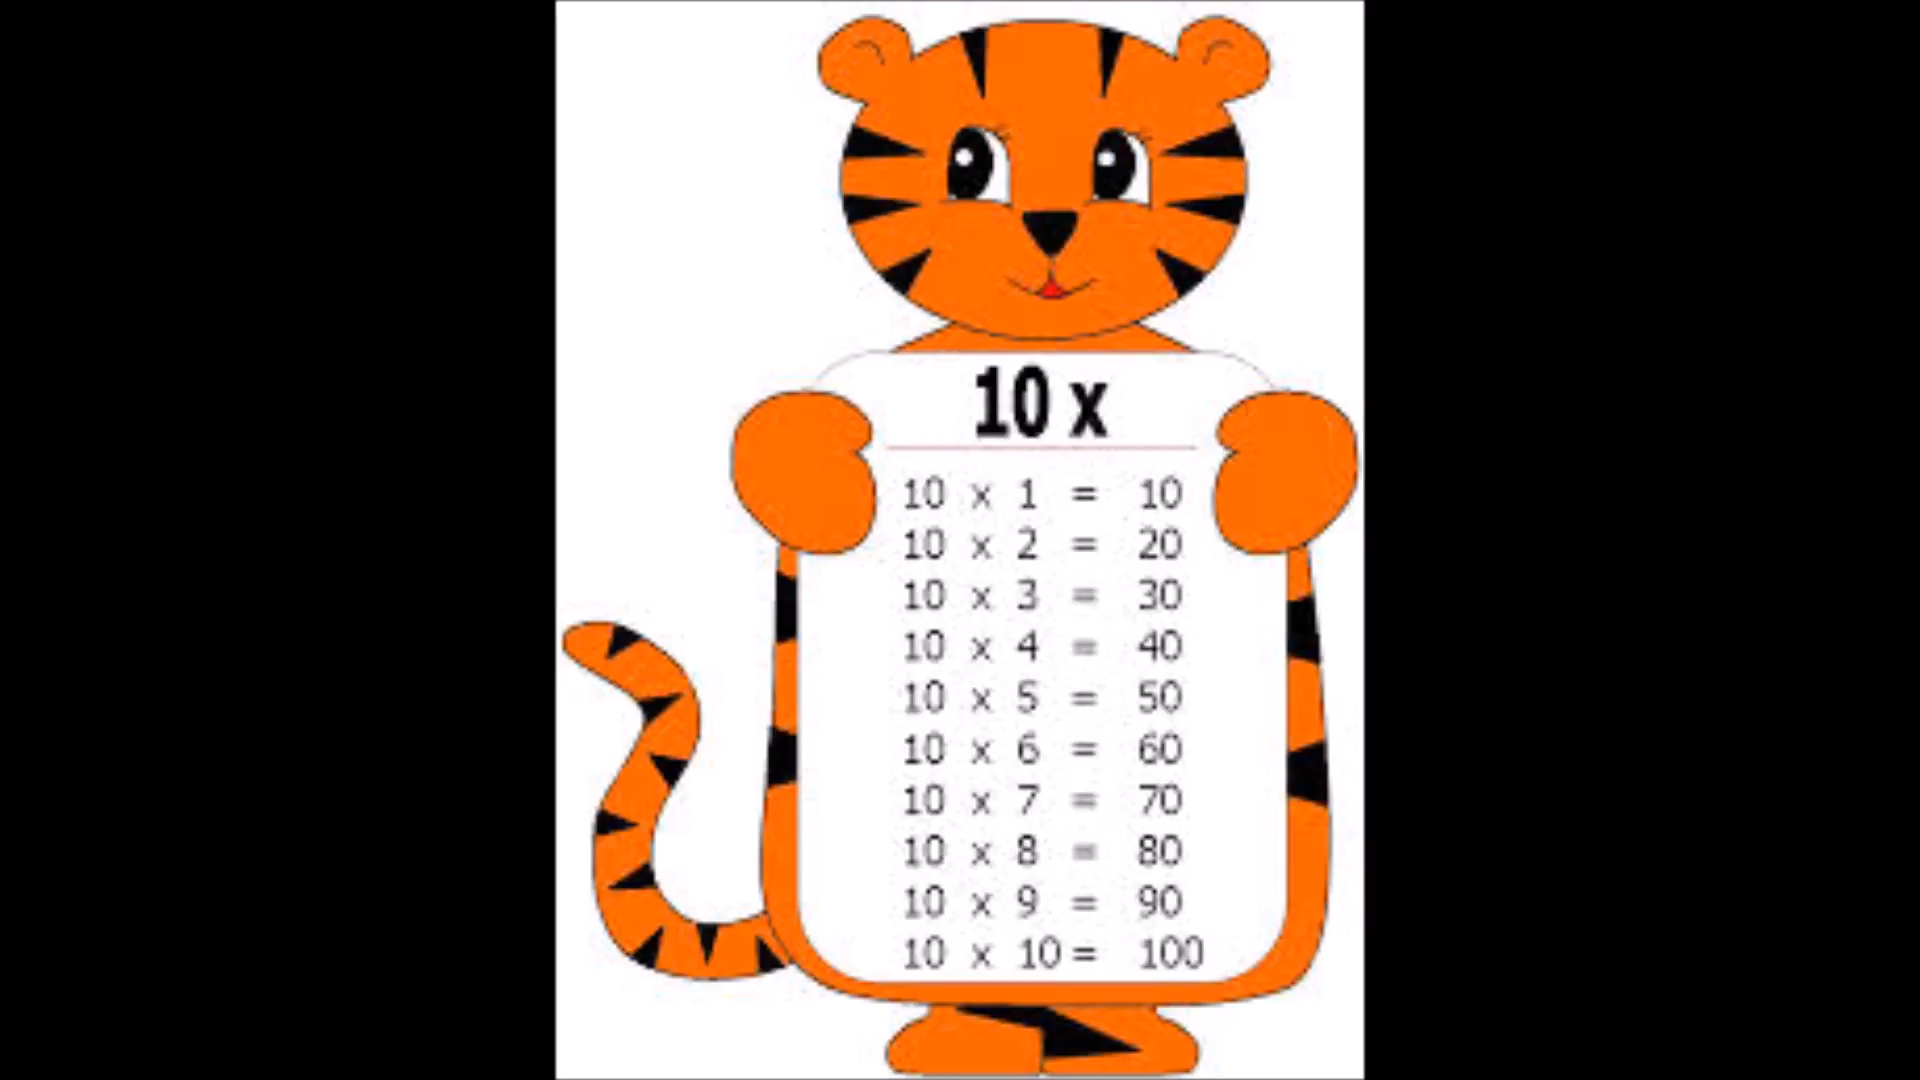 10 x
10 x 1 = 10
10 x 2 = 20
10 x 3 = 30
10 x 4 = 40
10 x 5 = 50
10 x 6 = 60
10 x 7 = 70
10 x 8 = 80
10 x 9 = 90
10 x 10 = 100